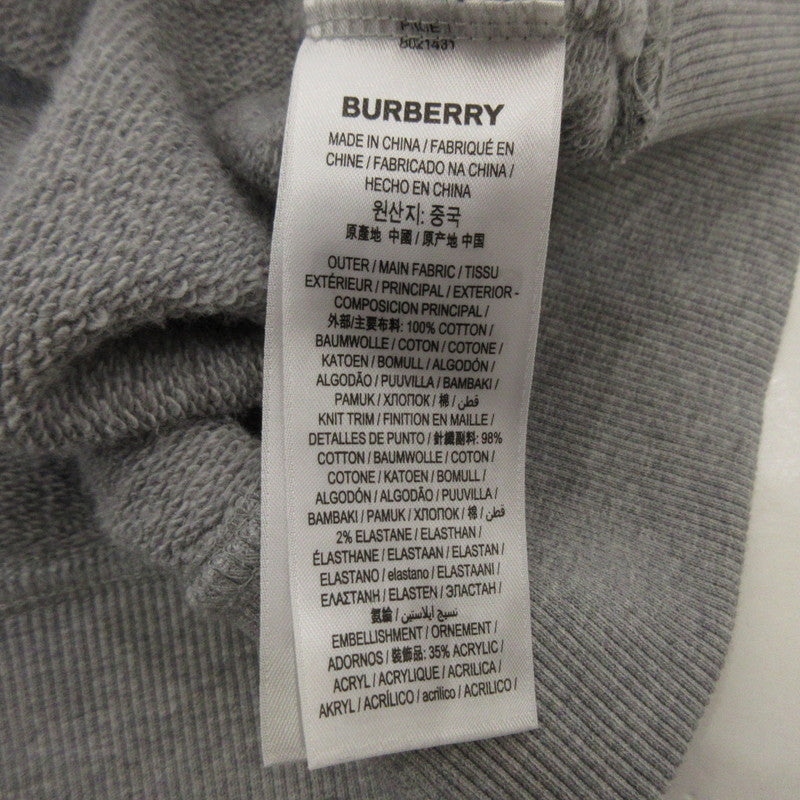 8021431
BURBERRY
MADE IN CHINA / FABRIQUÉ EN
CHINE / FABRICADO NA CHINA /
HECHO EN CHINA
원산지: 중국
原產地 中國 / 原产地 中国
OUTER / MAIN FABRIC / TISSU
EXTÉRIEUR / PRINCIPAL / EXTERIOR -
COMPOSICION PRINCIPAL /
外部/主要布料: 100% COTTON /
BAUMWOLLE / COTON / COTONE /
KATOEN / BOMULL / ALGODÓN /
ALGODÃO / PUUVILLA / ΒΑΜΒΑΚΙ /
PAMUK / ХЛОПОК / 棉 / قطن /
KNIT TRIM / FINITION EN MAILLE /
DETALLES DE PUNTO / 針織副料: 98%
COTTON / BAUMWOLLE / COTON /
COTONE / KATOEN / BOMULL /
ALGODÓN / ALGODÃO / PUUVILLA /
ΒΑΜΒΑΚΙ / PAMUK / ХЛОПОК / 棉 / قطن /
2% ELASTANE / ELASTHAN /
ÉLASTHANE / ELASTAAN / ELASTAN /
ELASTANO / elastano / ELASTAANI /
ΕΛΑΣΤΑΝΗ / ELASTEN / ЭЛАСТАН /
氨綸 / نسيج ايلاستين /
EMBELLISHMENT / ORNEMENT /
ADORNOS / 裝飾品: 35% ACRYLIC /
ACRYL / ACRYLIQUE / ACRILICA /
AKRYL / ACRÍLICO / acrílico / ACRILICO /